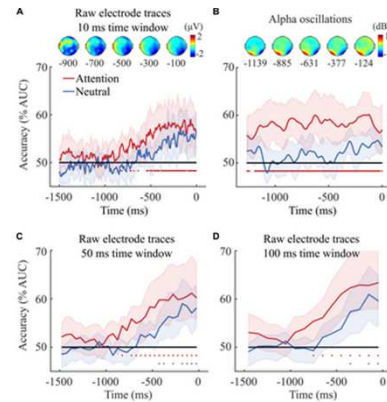 A
Raw electrode traces
10 ms time window
(µV)
2
-2
-900 -700 -500 -300 -100
70
60
50
Accuracy (% AUC)
Attention
Neutral
-1500 -1000 -500 0
Time (ms)
B
Alpha oscillations
(dB
2
-2
-1139 -885 -631 -377 -124
70
60
50
-1000 -500 0
Time (ms)
C
Raw electrode traces
50 ms time window
70
60
50
Accuracy (% AUC)
-1500 -1000 -500 0
Time (ms)
D
Raw electrode traces
100 ms time window
70
60
50
-1500 -1000 -500 0
Time (ms)